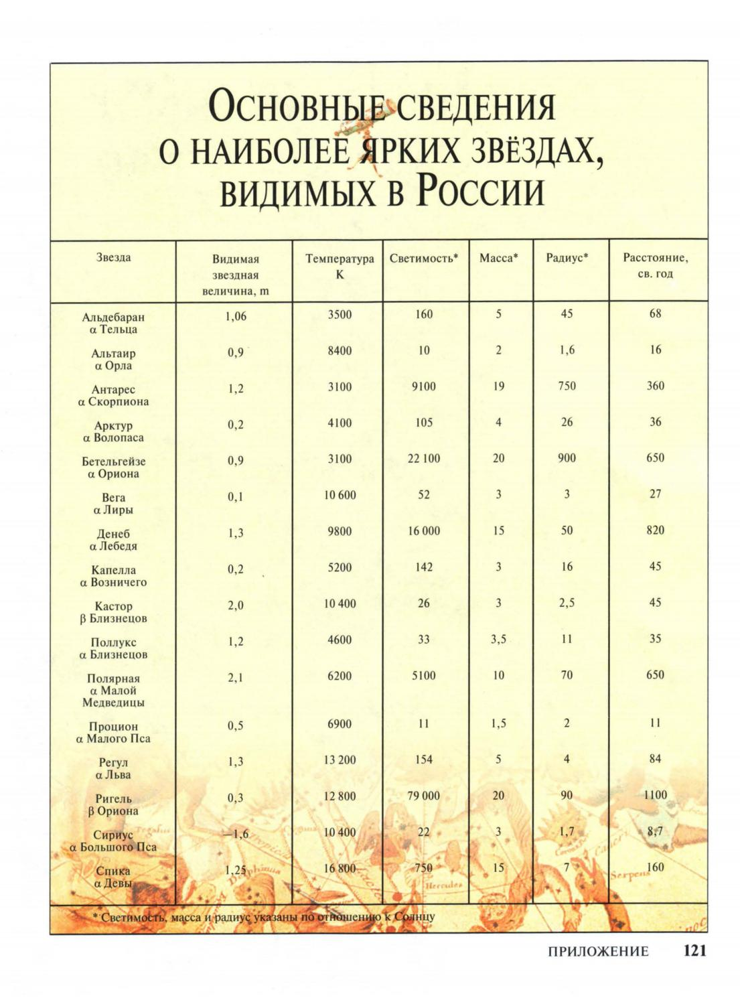 Основные сведения
о наиболее ярких звёздах,
видимых в России
Звезда Видимая звездная величина, m Температура К Светимость* Масса* Радиус* Расстояние, св. год
Альдебаран 1,06 3500 160 5 45 68
α Тельца
Альтаир 0,9 8400 10 2 1,6 16
α Орла
Антарес 1,2 3100 9100 19 750 360
α Скорпиона
Арктур 0,2 4100 105 4 26 36
α Волопаса
Бетельгейзе 0,9 3100 22 100 20 900 650
α Ориона
Вега 0,1 10 600 52 3 3 27
α Лиры
Денеб 1,3 9800 16 000 15 50 820
α Лебедя
Капелла 0,2 5200 142 3 16 45
α Возничего
Кастор 2,0 10 400 26 3 2,5 45
β Близнецов
Поллукс 1,2 4600 33 3,5 11 35
α Близнецов
Полярная 2,1 6200 5100 10 70 650
α Малой
Медведицы
Процион 0,5 6900 11 1,5 2 11
α Малого Пса
Регул 1,3 13 200 154 5 4 84
α Льва
Ригель 0,3 12 800 79 000 20 90 1100
β Ориона
Сириус –1,6 10 400 22 3 1,7 8,7
α Большого Пса
Спика 1,25 16 800 750 15 7 160
α Девы
Hercules
Serpens
* Светимость, масса и радиус указаны по отношению к Солнцу
ПРИЛОЖЕНИЕ 121